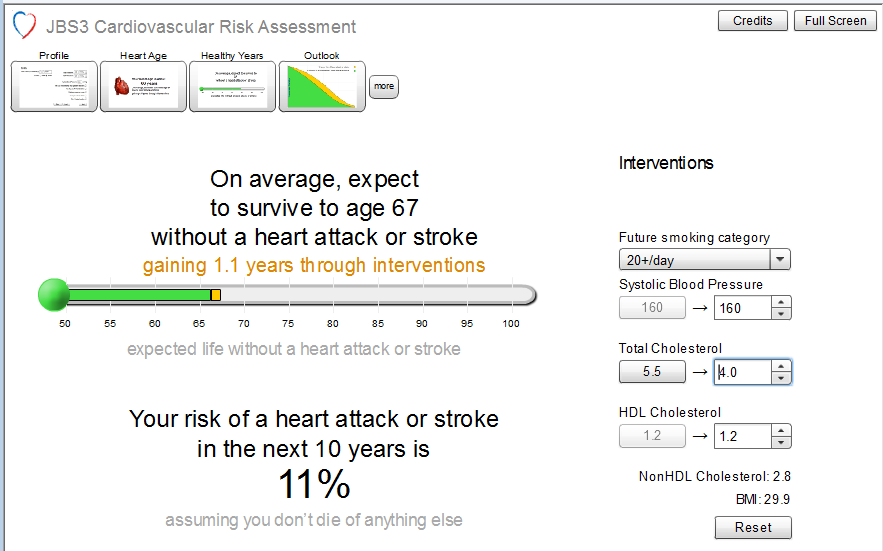 JBS3 Cardiovascular Risk Assessment
Credits
Full Screen
Profile
Heart Age
Healthy Years
Outlook
more
On average, expect
to survive to age 67
without a heart attack or stroke
gaining 1.1 years through interventions
50 55 60 65 70 75 80 85 90 95 100
expected life without a heart attack or stroke
Your risk of a heart attack or stroke
in the next 10 years is
11%
assuming you don't die of anything else
Interventions
Future smoking category
20+/day
Systolic Blood Pressure
160 → 160
Total Cholesterol
5.5 → 4.0
HDL Cholesterol
1.2 → 1.2
NonHDL Cholesterol: 2.8
BMI: 29.9
Reset